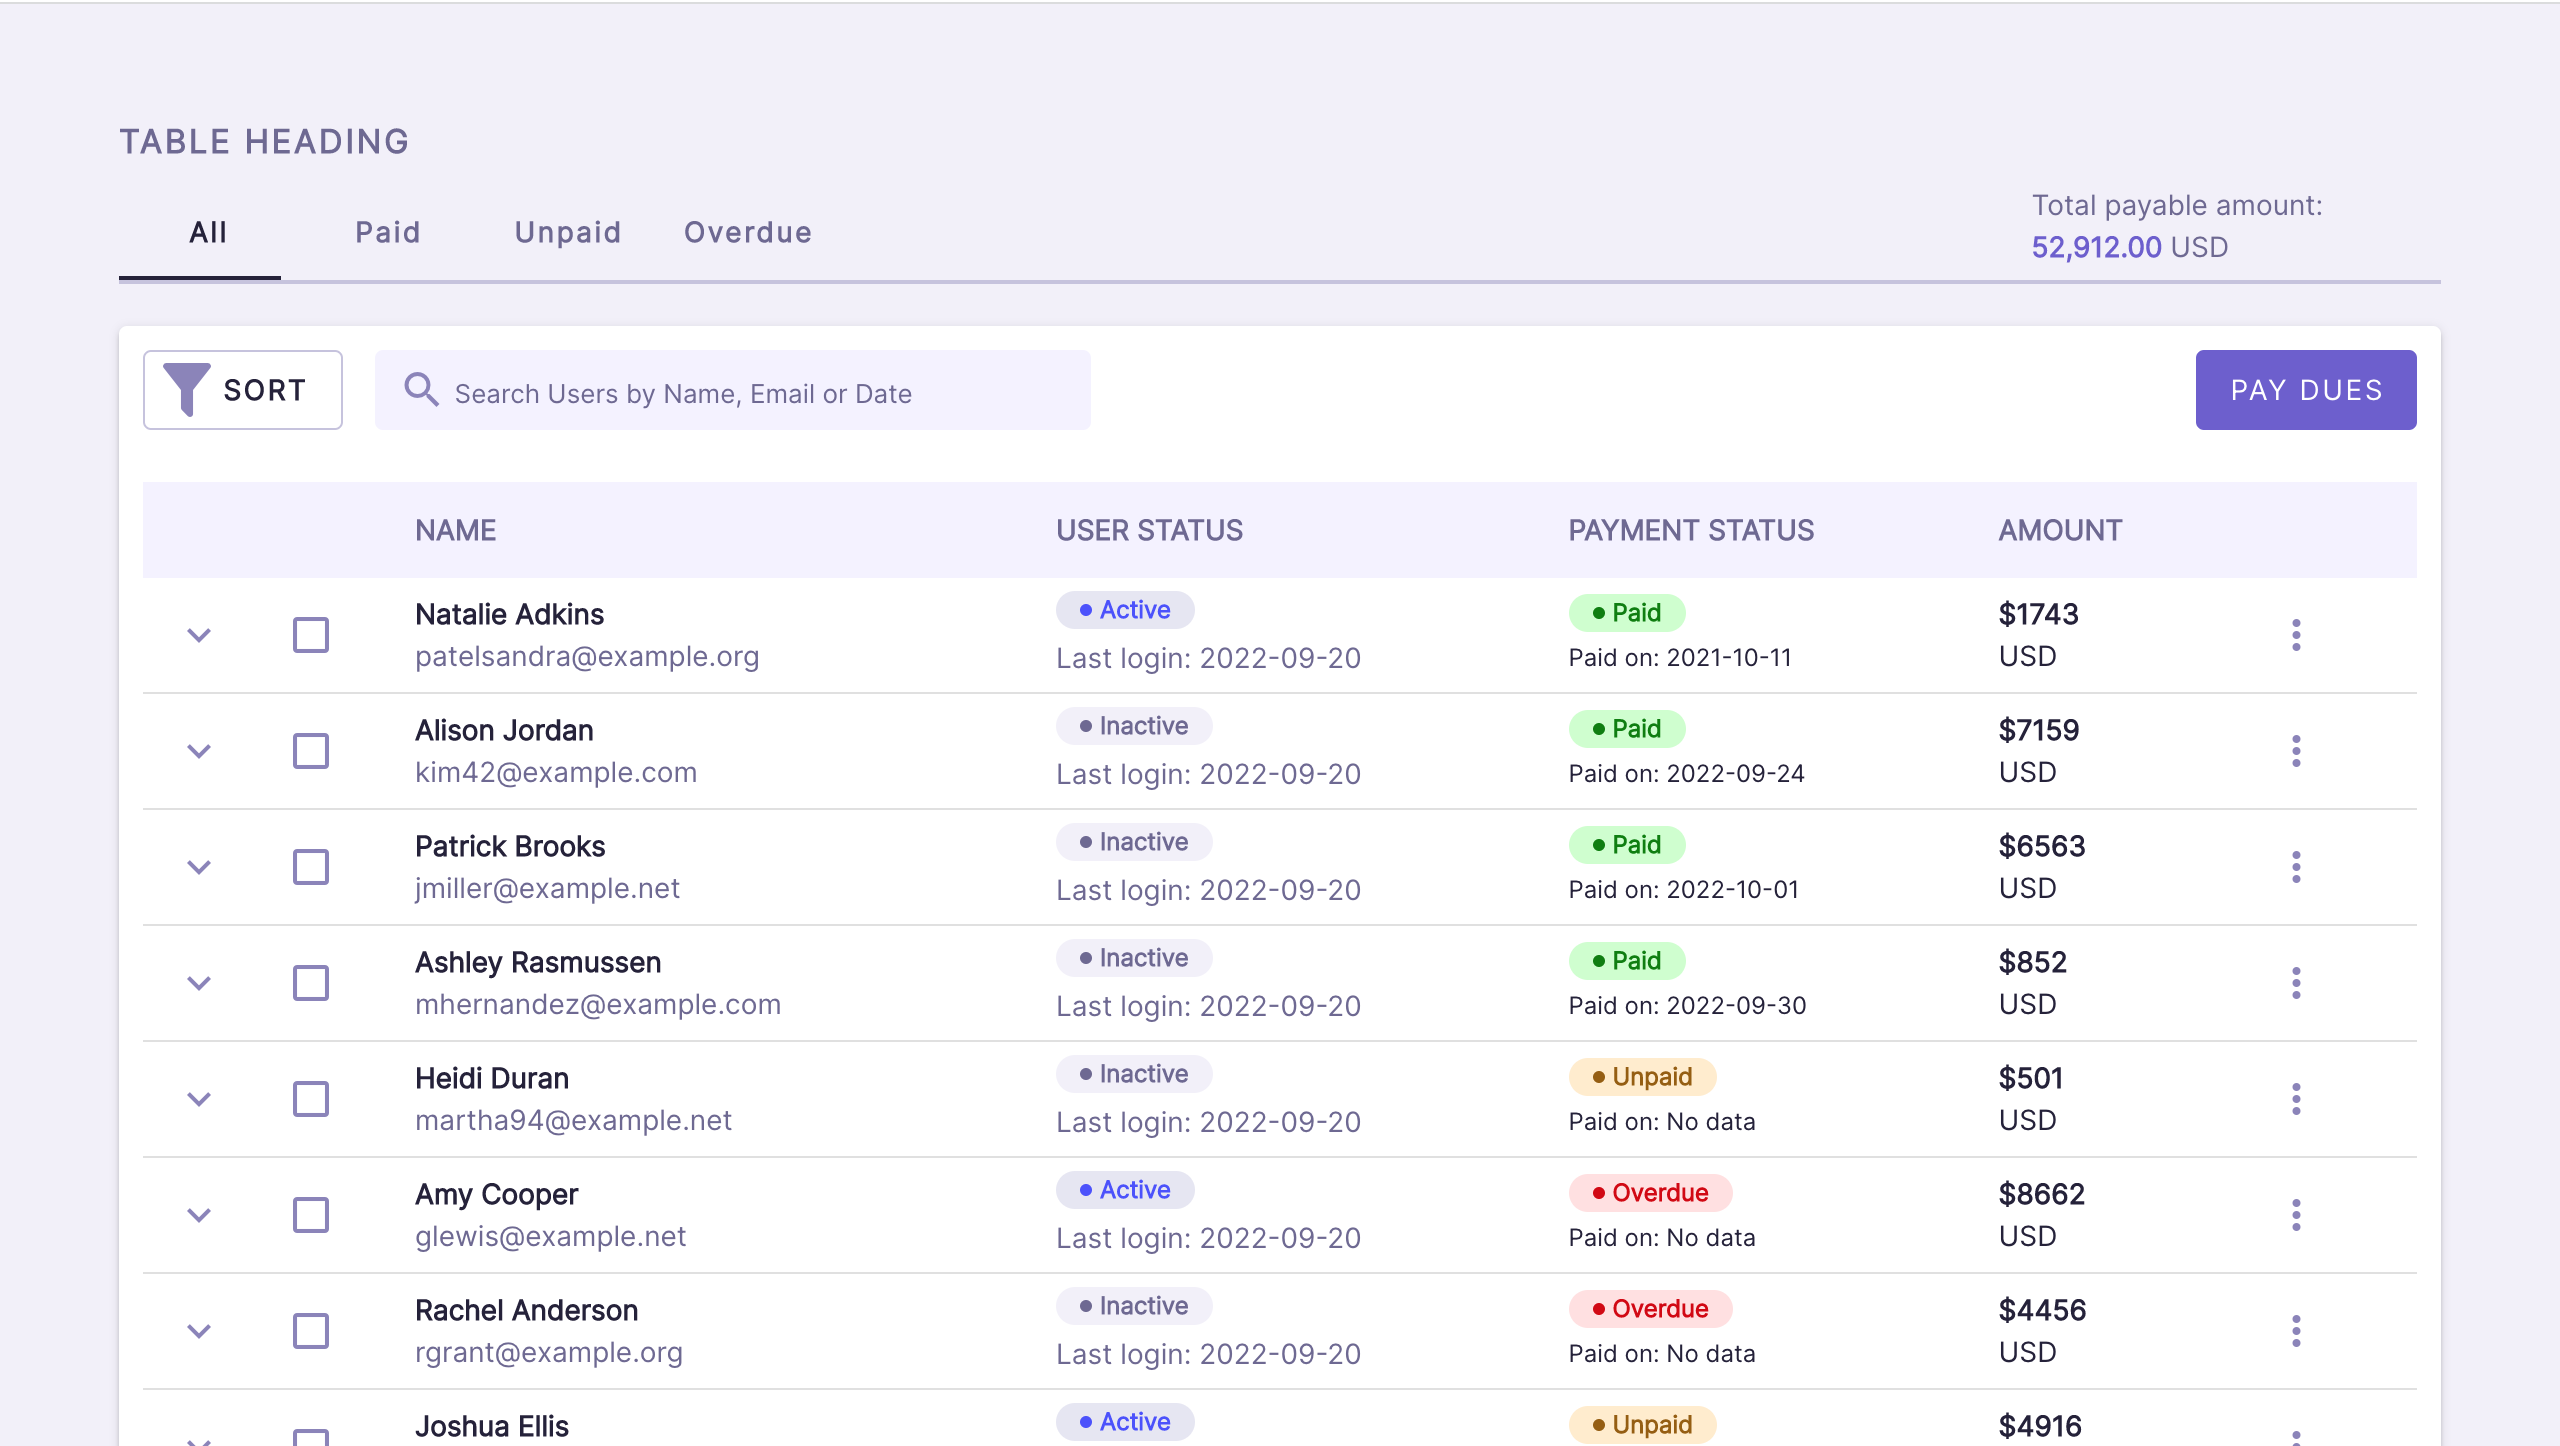 TABLE HEADING
All Paid Unpaid Overdue
Total payable amount:
52,912.00 USD
SORT
Search Users by Name, Email or Date
PAY DUES
NAME USER STATUS PAYMENT STATUS AMOUNT
Natalie Adkins Active Paid $1743
patelsandra@example.org Last login: 2022-09-20 Paid on: 2021-10-11 USD
Alison Jordan Inactive Paid $7159
kim42@example.com Last login: 2022-09-20 Paid on: 2022-09-24 USD
Patrick Brooks Inactive Paid $6563
jmiller@example.net Last login: 2022-09-20 Paid on: 2022-10-01 USD
Ashley Rasmussen Inactive Paid $852
mhernandez@example.com Last login: 2022-09-20 Paid on: 2022-09-30 USD
Heidi Duran Inactive Unpaid $501
martha94@example.net Last login: 2022-09-20 Paid on: No data USD
Amy Cooper Active Overdue $8662
glewis@example.net Last login: 2022-09-20 Paid on: No data USD
Rachel Anderson Inactive Overdue $4456
rgrant@example.org Last login: 2022-09-20 Paid on: No data USD
Joshua Ellis Active Unpaid $4916